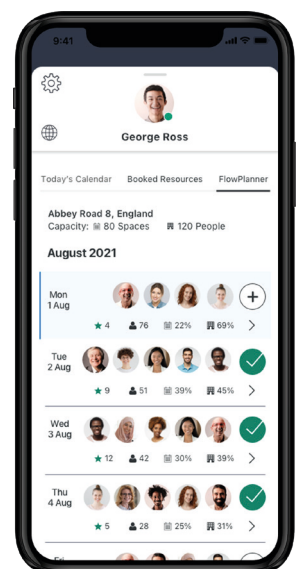 9:41
George Ross
Today's Calendar Booked Resources FlowPlanner
Abbey Road 8, England
Capacity: 80 Spaces 120 People
August 2021
Mon
1 Aug
4 76 22% 69%
Tue
2 Aug
9 51 39% 45%
Wed
3 Aug
12 42 30% 39%
Thu
4 Aug
5 28 25% 31%